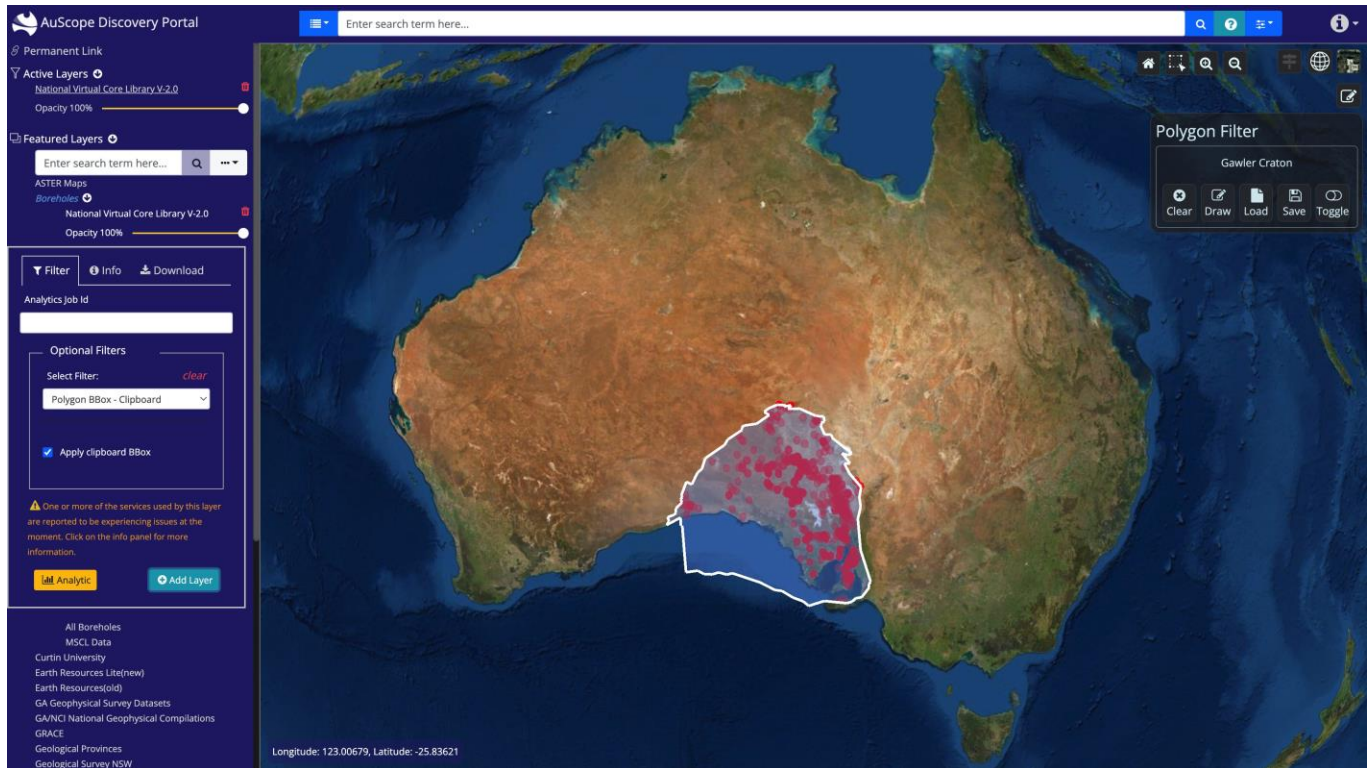 AuScope Discovery Portal
Enter search term here...
Permanent Link
Active Layers
National Virtual Core Library V-2.0
Opacity 100%
Featured Layers
Enter search term here...
ASTER Maps
Boreholes
National Virtual Core Library V-2.0
Opacity 100%
Filter Info Download
Analytics Job Id
Optional Filters
Select Filter: clear
Polygon BBox - Clipboard
Apply clipboard BBox
One or more of the services used by this layer
are reported to be experiencing issues at the
moment. Click on the info panel for more
information.
Analytic Add Layer
All Boreholes
MSCL Data
Curtin University
Earth Resources Lite(new)
Earth Resources(old)
GA Geophysical Survey Datasets
GA/NCI National Geophysical Compilations
GRACE
Geological Provinces
Geological Survey NSW
Polygon Filter
Gawler Craton
Clear Draw Load Save Toggle
Longitude: 123.00679, Latitude: -25.83621